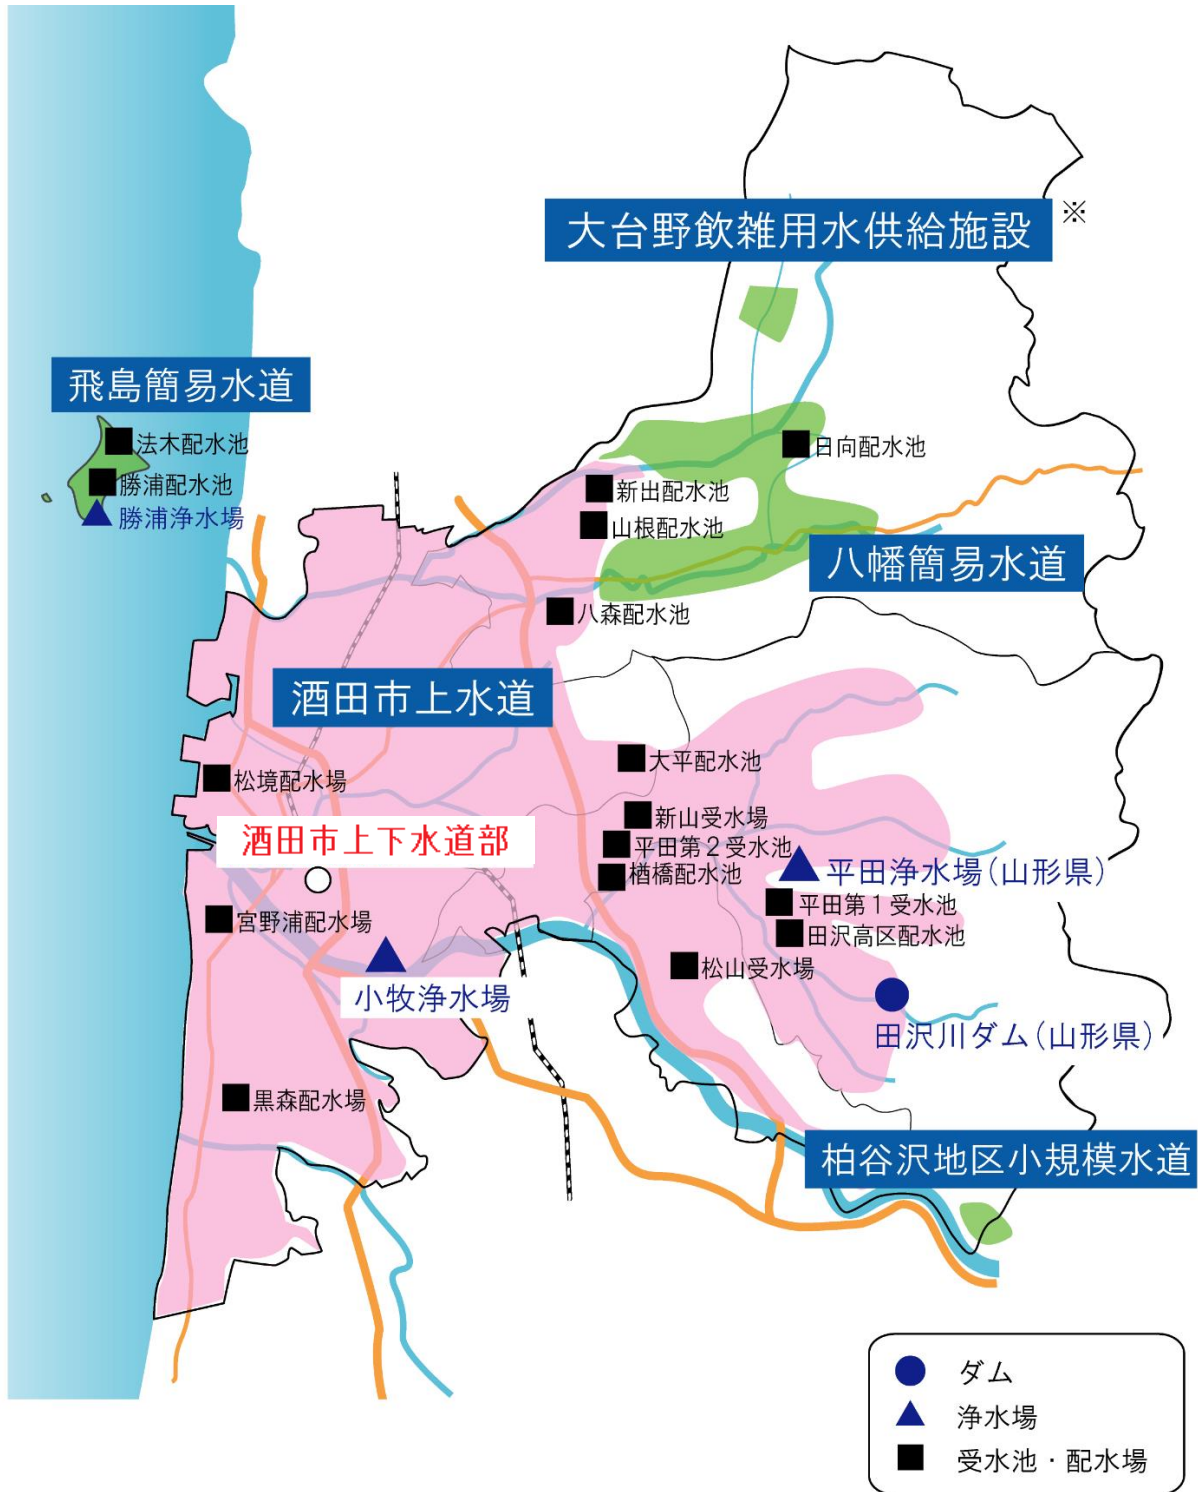 大台野飲雑用水供給施設 ※
飛島簡易水道
法木配水池
勝浦配水池
勝浦浄水場
日向配水池
新出配水池
山根配水池
八幡簡易水道
八森配水池
酒田市上水道
大平配水池
松境配水場
新山受水場
酒田市上下水道部
平田第2受水池
楢橋配水池
平田浄水場(山形県)
平田第1受水池
宮野浦配水場
田沢高区配水池
松山受水場
小牧浄水場
田沢川ダム(山形県)
黒森配水場
柏谷沢地区小規模水道
ダム
浄水場
受水池・配水場